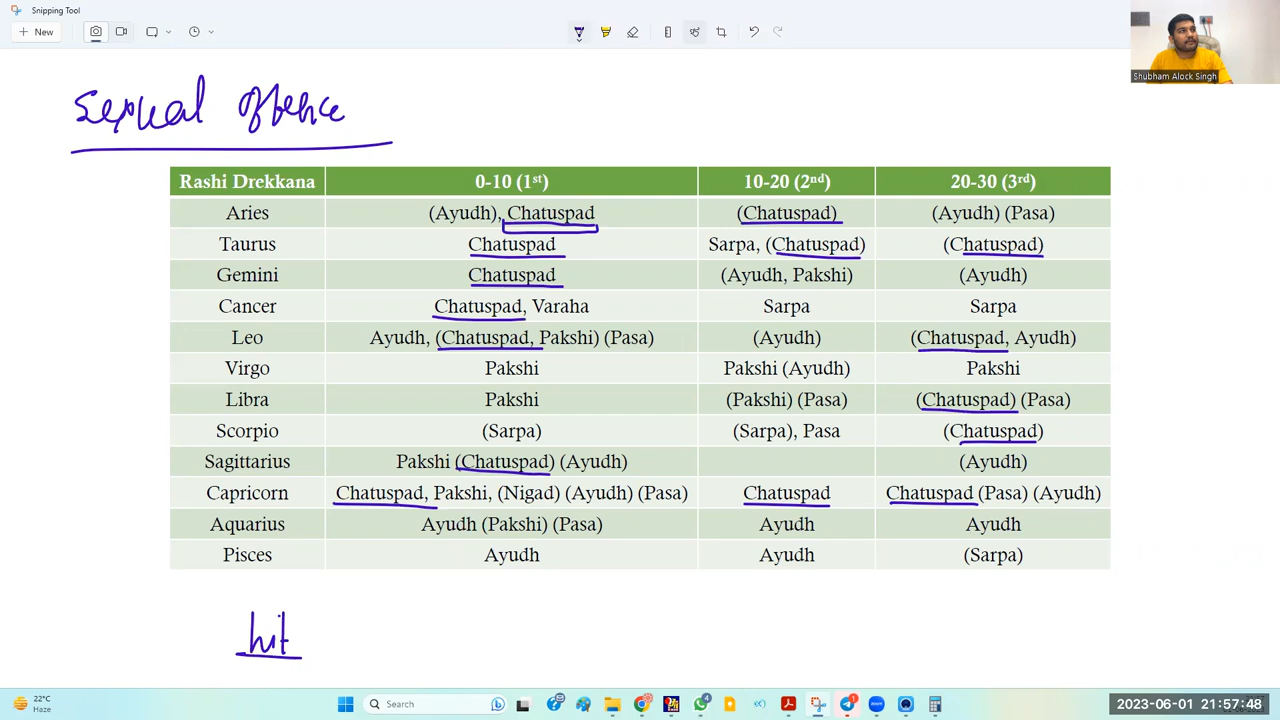 Snipping Tool
New
Shubham Alock Singh
Sexual offence
Rashi Drekkana 0-10 (1st) 10-20 (2nd) 20-30 (3rd)
Aries (Ayudh), Chatuspad (Chatuspad) (Ayudh) (Pasa)
Taurus Chatuspad Sarpa, (Chatuspad) (Chatuspad)
Gemini Chatuspad (Ayudh, Pakshi) (Ayudh)
Cancer Chatuspad, Varaha Sarpa Sarpa
Leo Ayudh, (Chatuspad, Pakshi) (Pasa) (Ayudh) (Chatuspad, Ayudh)
Virgo Pakshi Pakshi (Ayudh) Pakshi
Libra Pakshi (Pakshi) (Pasa) (Chatuspad) (Pasa)
Scorpio (Sarpa) (Sarpa), Pasa (Chatuspad)
Sagittarius Pakshi (Chatuspad) (Ayudh) (Ayudh)
Capricorn Chatuspad, Pakshi, (Nigad) (Ayudh) (Pasa) Chatuspad Chatuspad (Pasa) (Ayudh)
Aquarius Ayudh (Pakshi) (Pasa) Ayudh Ayudh
Pisces Ayudh Ayudh (Sarpa)
hit
22°C
Haze
Search
4
1
2023-06-01 21:57:48